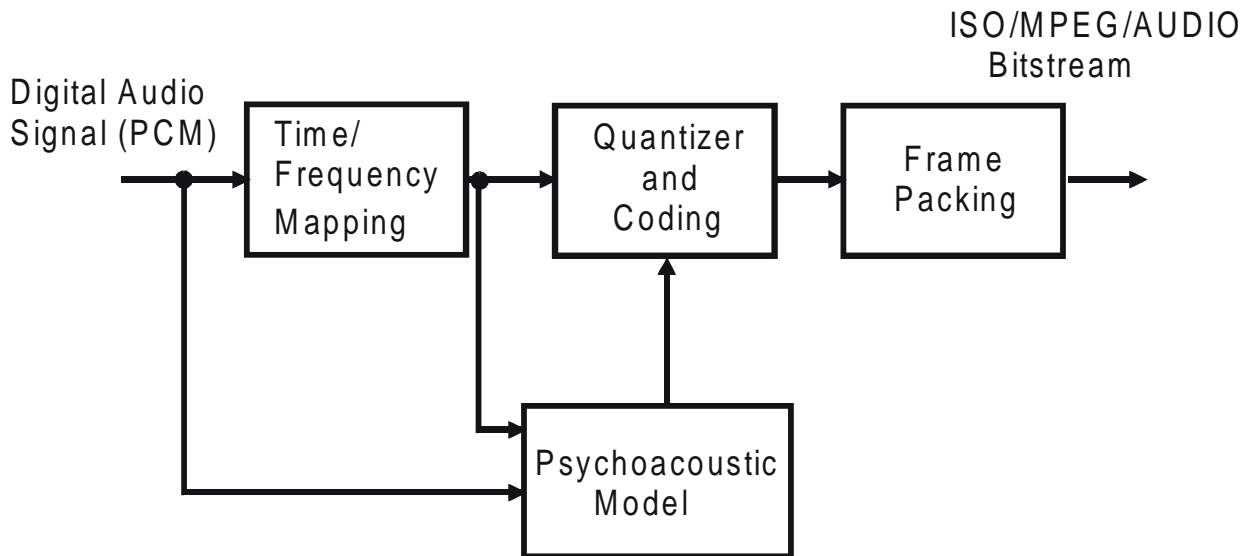 ISO/MPEG/AUDIO
Bitstream
Digital Audio
Signal (PCM)
Time/
Frequency
Mapping
Quantizer
and
Coding
Frame
Packing
Psychoacoustic
Model